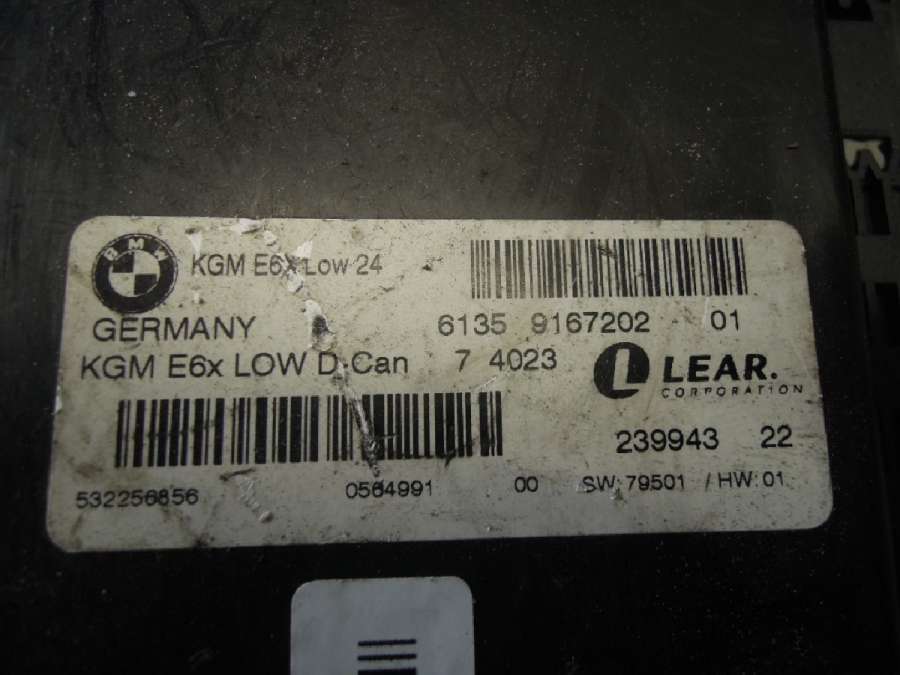 BMW
KGM E6X Low 24
GERMANY 6135 9167202 01
KGM E6x LOW D-Can 7 4023 L LEAR.
CORPORATION
239943 22
532256856 0564991 00 SW: 79501 / HW: 01